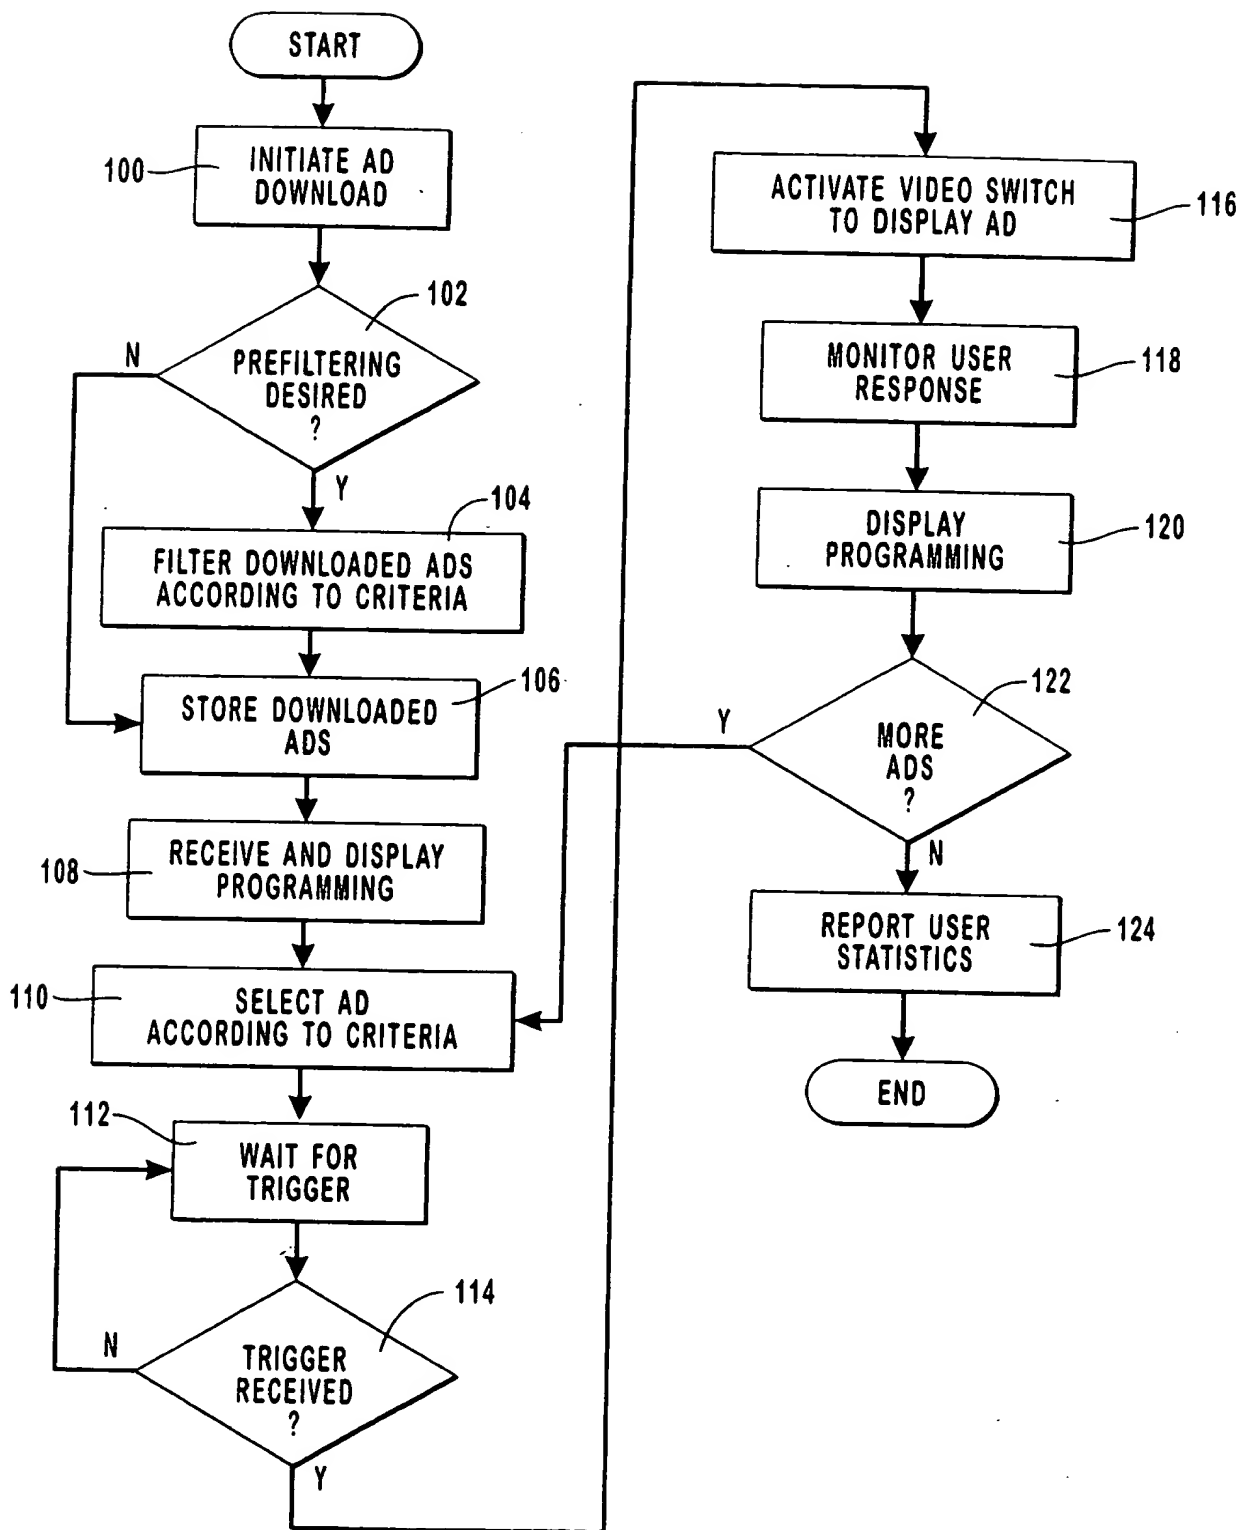 START
100
INITIATE AD
DOWNLOAD
102
N
PREFILTERING
DESIRED
?
Y
104
FILTER DOWNLOADED ADS
ACCORDING TO CRITERIA
106
STORE DOWNLOADED
ADS
108
RECEIVE AND DISPLAY
PROGRAMMING
110
SELECT AD
ACCORDING TO CRITERIA
112
WAIT FOR
TRIGGER
114
N
TRIGGER
RECEIVED
?
Y
ACTIVATE VIDEO SWITCH
TO DISPLAY AD
116
MONITOR USER
RESPONSE
118
DISPLAY
PROGRAMMING
120
122
Y
MORE
ADS
?
N
REPORT USER
STATISTICS
124
END